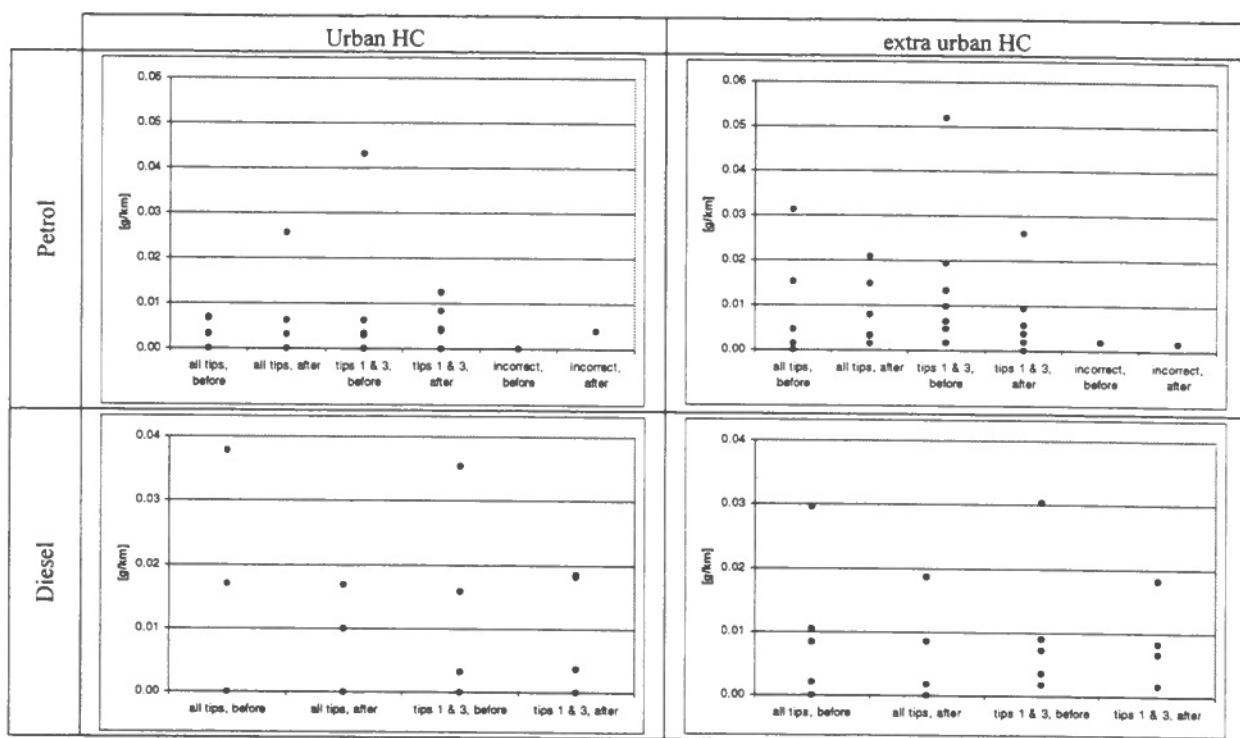 Urban HC
extra urban HC
Petrol
[g/km]
0.06
0.05
0.04
0.03
0.02
0.01
0.00
all tips, before
all tips, after
tips 1 & 3, before
tips 1 & 3, after
incorrect, before
incorrect, after
[g/km]
0.06
0.05
0.04
0.03
0.02
0.01
0.00
all tips, before
all tips, after
tips 1 & 3, before
tips 1 & 3, after
incorrect, before
incorrect, after
Diesel
[g/km]
0.04
0.03
0.02
0.01
0.00
all tips, before
all tips, after
tips 1 & 3, before
tips 1 & 3, after
[g/km]
0.04
0.03
0.02
0.01
0.00
all tips, before
all tips, after
tips 1 & 3, before
tips 1 & 3, after